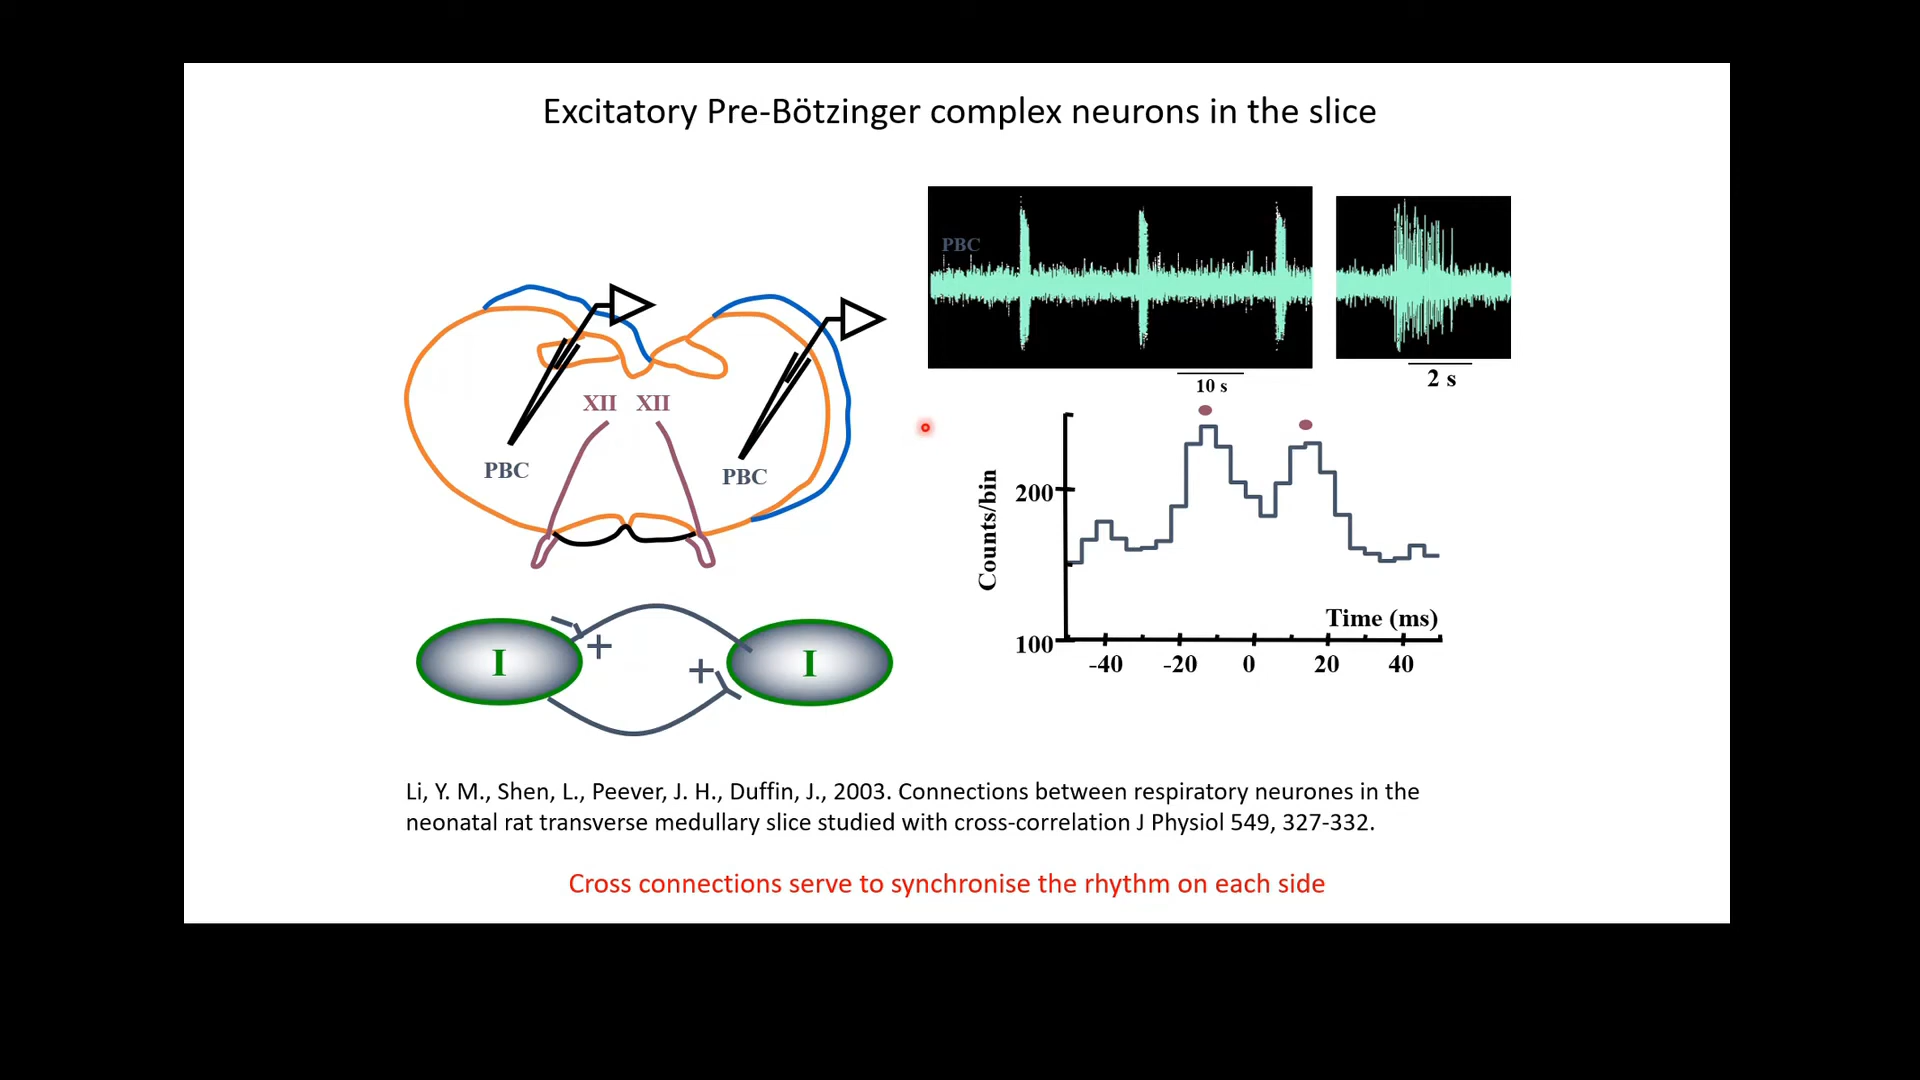 Excitatory Pre-Bötzinger complex neurons in the slice
PBC
10 s
2 s
XII XII
PBC
PBC
Counts/bin
200
100
Time (ms)
-40 -20 0 20 40
I
+
+
I
Li, Y. M., Shen, L., Peever, J. H., Duffin, J., 2003. Connections between respiratory neurones in the
neonatal rat transverse medullary slice studied with cross-correlation J Physiol 549, 327-332.
Cross connections serve to synchronise the rhythm on each side